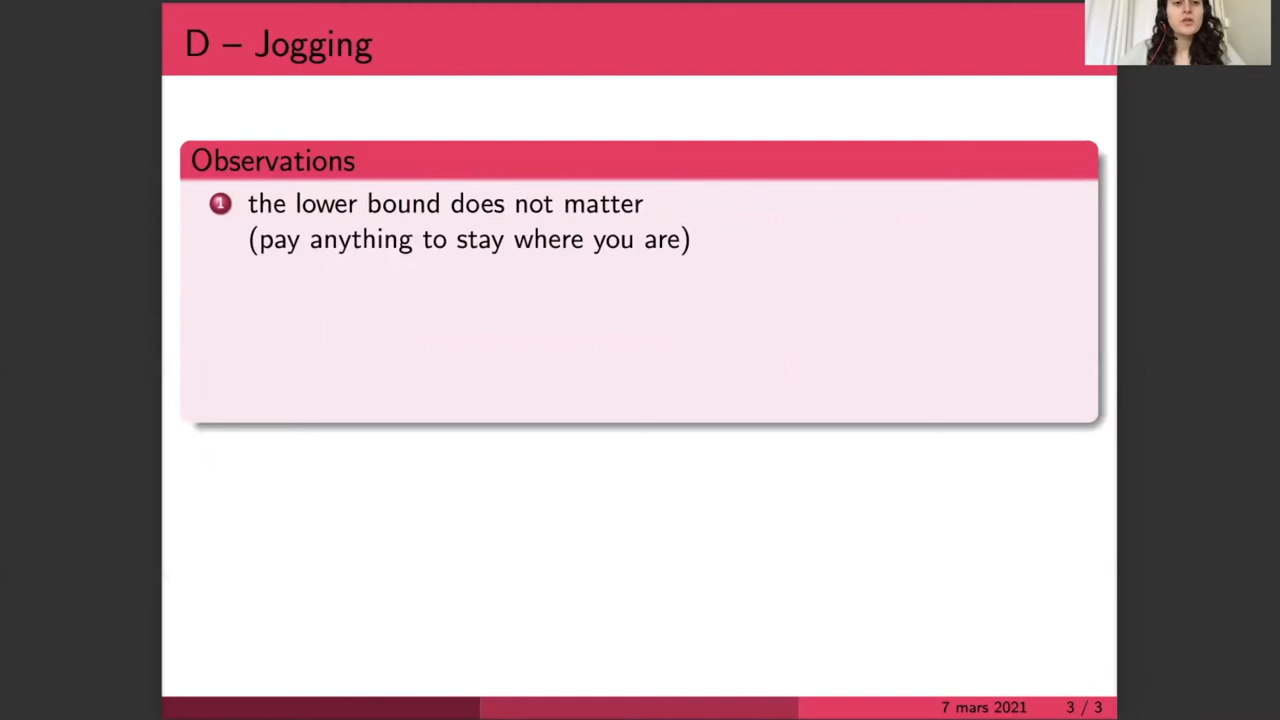 D – Jogging
Observations
1 the lower bound does not matter
(pay anything to stay where you are)
7 mars 2021 3 / 3